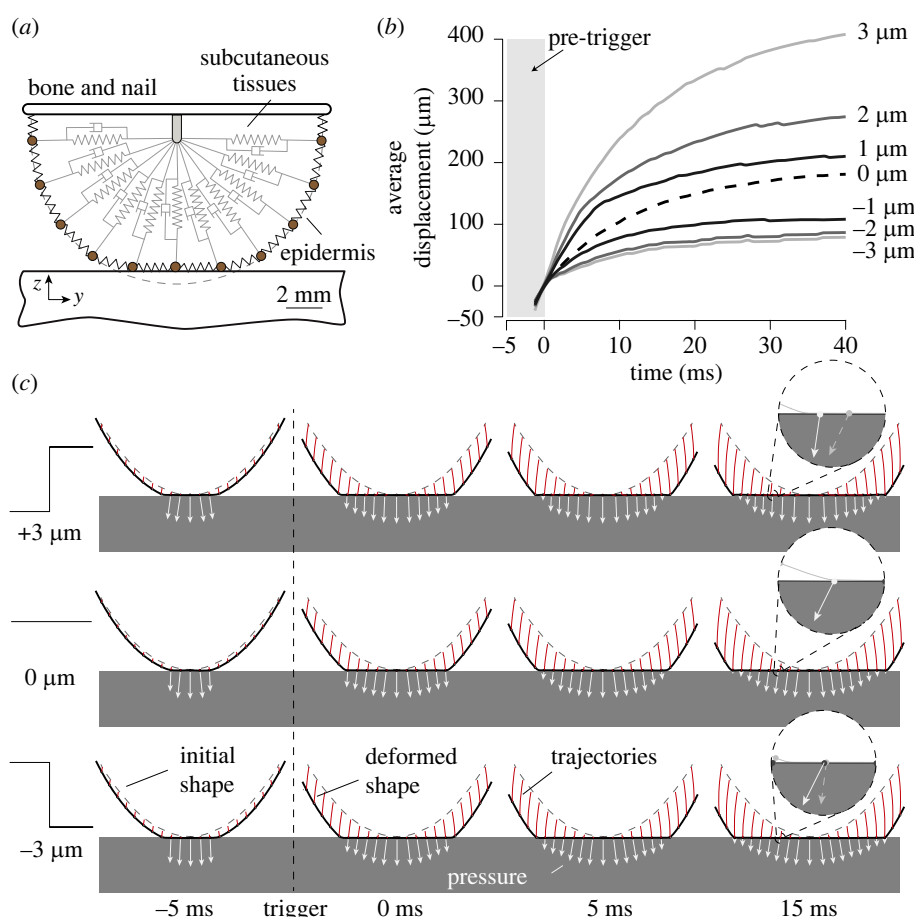 (a)
bone and nail
subcutaneous
tissues
epidermis
z
y
2 mm
(b)
pre-trigger
average
displacement (µm)
400
300
200
100
0
–50
–5
0
10
20
30
40
time (ms)
3 µm
2 µm
1 µm
0 µm
–1 µm
–2 µm
–3 µm
(c)
+3 µm
0 µm
–3 µm
initial
shape
deformed
shape
trajectories
pressure
–5 ms
trigger
0 ms
5 ms
15 ms